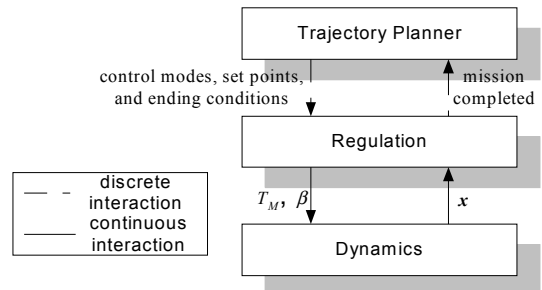 Trajectory Planner
control modes, set points,
and ending conditions
mission
completed
Regulation
discrete
interaction
continuous
interaction
T_M, β
x
Dynamics